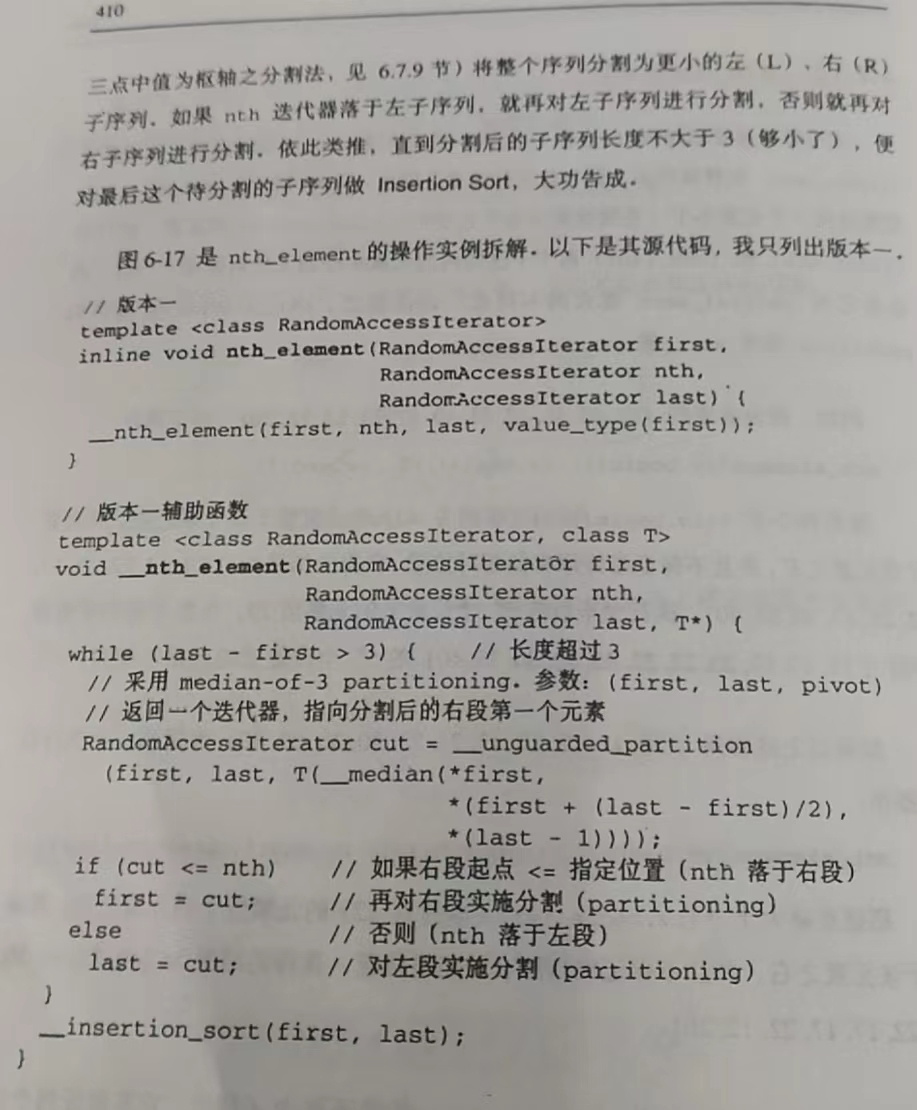 410
三点中值为枢轴之分割法，见 6.7.9 节）将整个序列分割为更小的左（L）、右（R）
子序列。如果 nth 迭代器落于左子序列，就再对左子序列进行分割，否则就再对
右子序列进行分割。依此类推，直到分割后的子序列长度不大于 3（够小了），便
对最后这个待分割的子序列做 Insertion Sort，大功告成。
图 6-17 是 nth_element 的操作实例拆解。以下是其源代码，我只列出版本一。
// 版本一
template <class RandomAccessIterator>
inline void nth_element(RandomAccessIterator first,
RandomAccessIterator nth,
RandomAccessIterator last) {
__nth_element(first, nth, last, value_type(first));
}
// 版本一辅助函数
template <class RandomAccessIterator, class T>
void __nth_element(RandomAccessIterator first,
RandomAccessIterator nth,
RandomAccessIterator last, T*) {
while (last - first > 3) { // 长度超过 3
// 采用 median-of-3 partitioning。参数：(first, last, pivot)
// 返回一个迭代器，指向分割后的右段第一个元素
RandomAccessIterator cut = __unguarded_partition
(first, last, T(__median(*first,
*(first + (last - first)/2),
*(last - 1))));
if (cut <= nth) // 如果右段起点 <= 指定位置（nth 落于右段）
first = cut; // 再对右段实施分割（partitioning）
else // 否则（nth 落于左段）
last = cut; // 对左段实施分割（partitioning）
}
__insertion_sort(first, last);
}